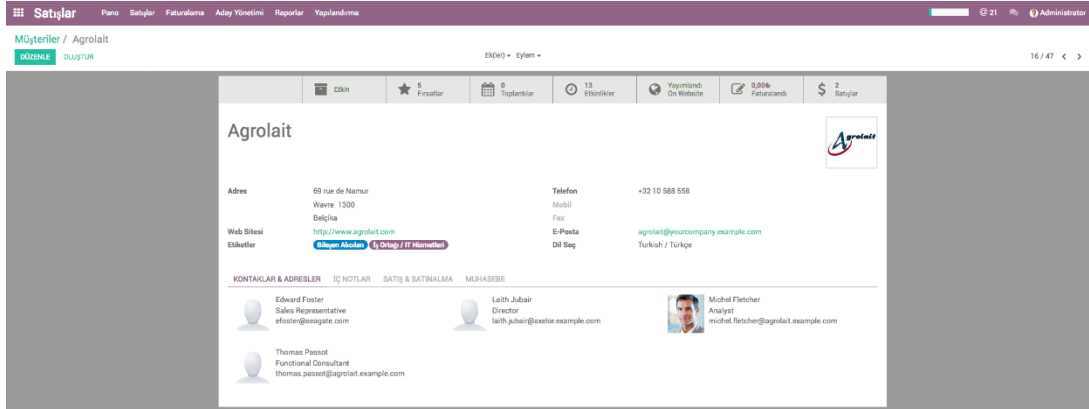 Satışlar Pano Satışlar Faturalama Aday Yönetimi Raporlar Yapılandırma @ 21 Administrator
Müşteriler / Agrolait
DÜZENLE OLUŞTUR Ek(ler) Eylem 16 / 47
Etkin
5 Fırsatlar
0 Toplantılar
13 Etkinlikler
Yayımlandı On Website
0,00₺ Faturalandı
2 Satışlar
Agrolait
Agrolait
Adres 69 rue de Namur Telefon +32 10 588 558
Wavre 1300 Mobil
Belçika Fax
Web Sitesi http://www.agrolait.com E-Posta agrolait@yourcompany.example.com
Etiketler Bileşen Alıcıları İş Ortağı / IT Hizmetleri Dil Seç Turkish / Türkçe
KONTAKLAR & ADRESLER İÇ NOTLAR SATIŞ & SATINALMA MUHASEBE
Edward Foster
Sales Representative
efoster@seagate.com
Laith Jubair
Director
laith.jubair@axelor.example.com
Michel Fletcher
Analyst
michel.fletcher@agrolait.example.com
Thomas Passot
Functional Consultant
thomas.passot@agrolait.example.com